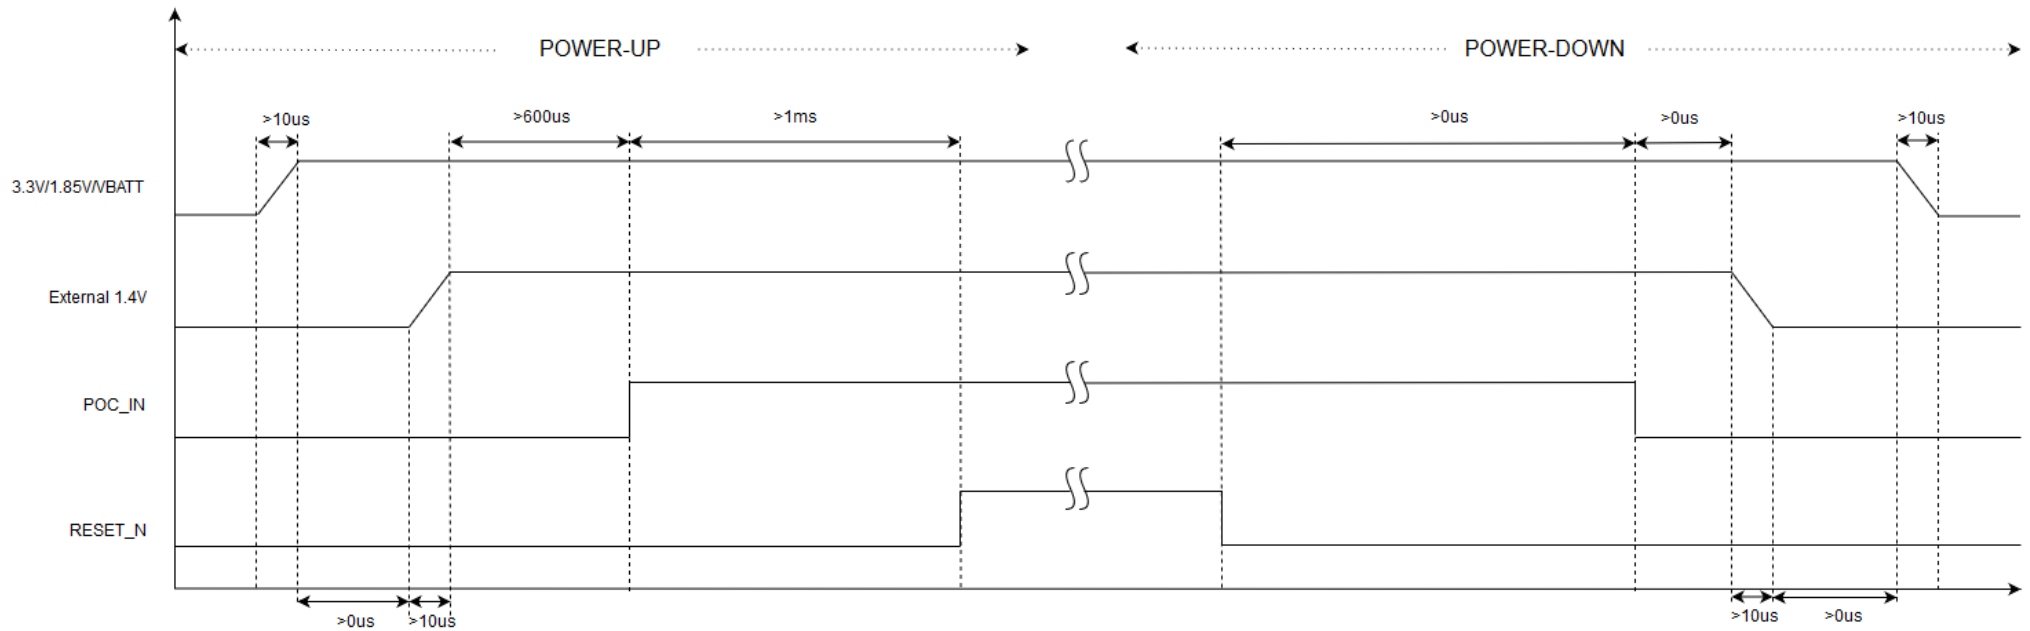 POWER-UP
POWER-DOWN
>10us
>600us
>1ms
>0us
>0us
>10us
3.3V/1.85V/VBATT
External 1.4V
POC_IN
RESET_N
>0us
>10us
>10us
>0us